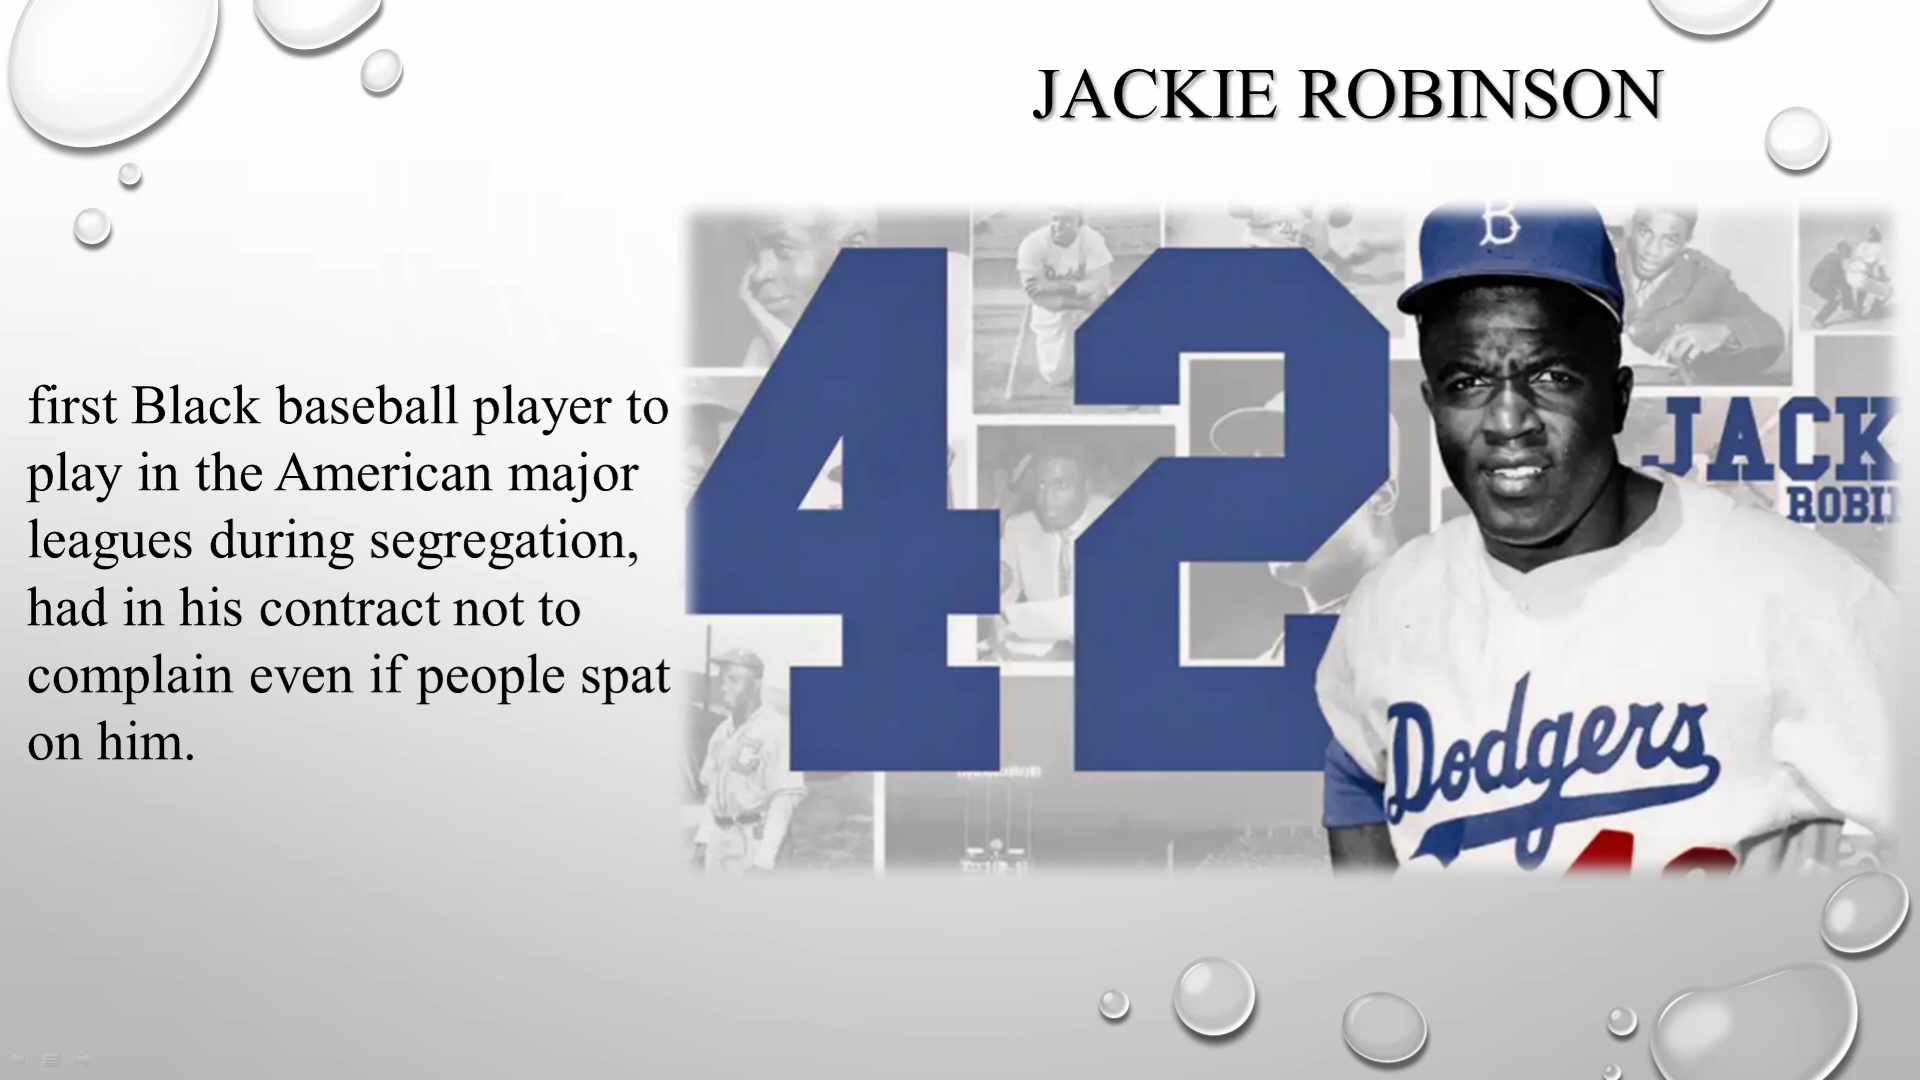 JACKIE ROBINSON
first Black baseball player to
play in the American major
leagues during segregation,
had in his contract not to
complain even if people spat
on him.
42
B
JACK
ROBI
Dodgers